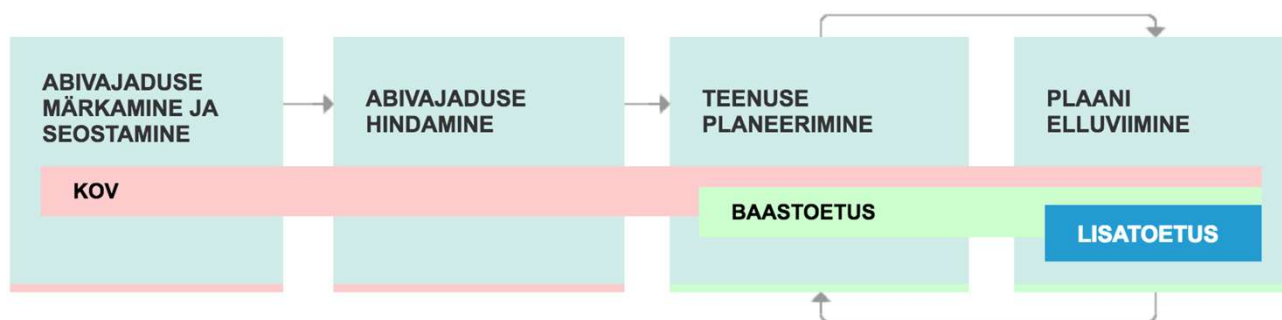 ABIVAJADUSE
MÄRKAMINE JA
SEOSTAMINE
ABIVAJADUSE
HINDAMINE
TEENUSE
PLANEERIMINE
PLAANI
ELLUVIIMINE
KOV
BAASTOETUS
LISATOETUS